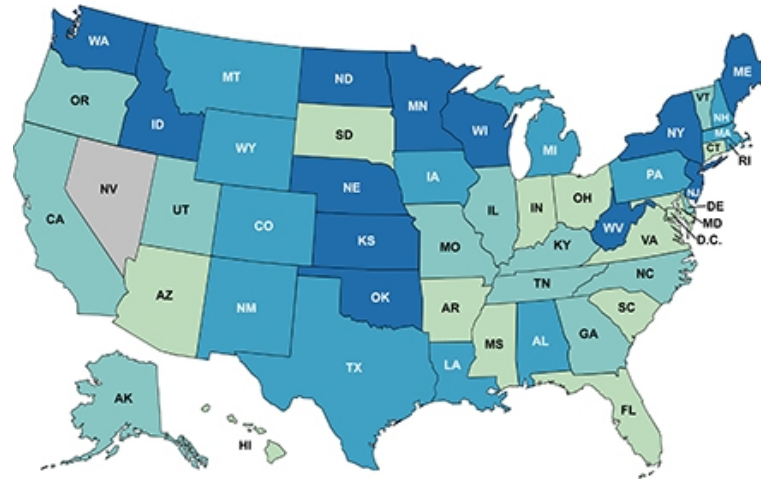 WA
MT
ND
MN
ME
VT
NH
OR
ID
SD
WI
NY
MA
CT
RI
WY
MI
IA
PA
NJ
NE
NV
UT
CO
IL
IN
OH
DE
MD
D.C.
CA
KS
MO
WV
VA
KY
NC
TN
AZ
NM
OK
AR
SC
MS
AL
GA
TX
LA
AK
FL
HI